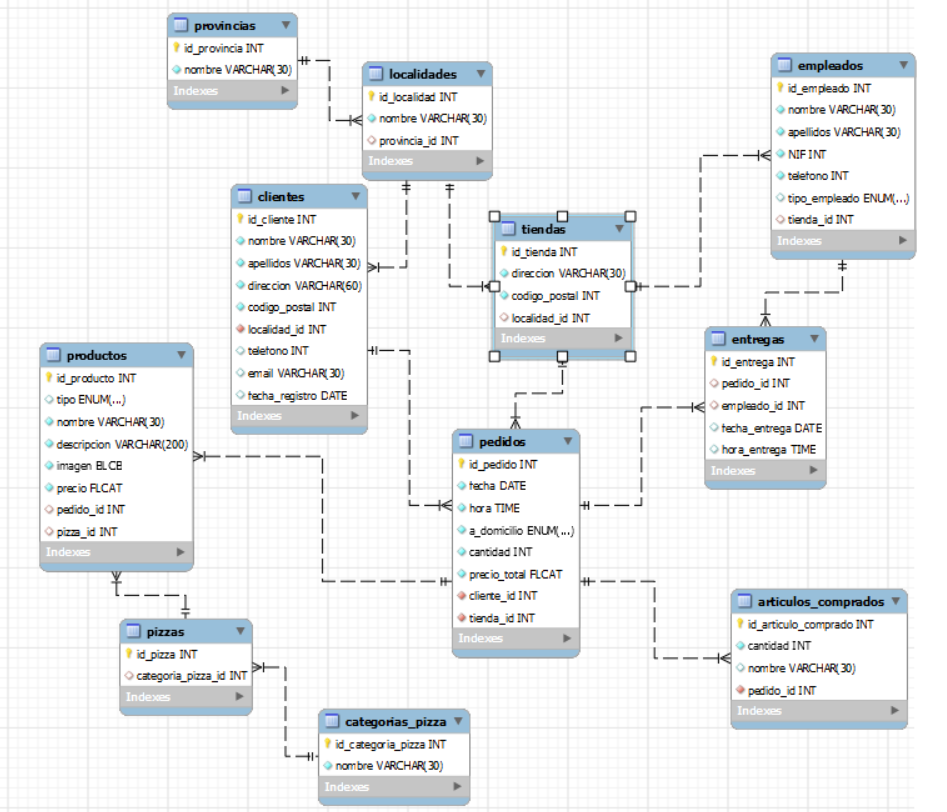 provincias
id_provincia INT
nombre VARCHAR(30)
Indexes
localidades
id_localidad INT
nombre VARCHAR(30)
provincia_id INT
Indexes
empleados
id_empleado INT
nombre VARCHAR(30)
apellidos VARCHAR(30)
NIF INT
telefono INT
tipo_empleado ENUM(...)
tienda_id INT
Indexes
clientes
id_cliente INT
nombre VARCHAR(30)
apellidos VARCHAR(30)
direccion VARCHAR(60)
codigo_postal INT
localidad_id INT
telefono INT
email VARCHAR(30)
fecha_registro DATE
Indexes
tiendas
id_tienda INT
direccion VARCHAR(30)
codigo_postal INT
localidad_id INT
Indexes
productos
id_producto INT
tipo ENUM(...)
nombre VARCHAR(30)
descripcion VARCHAR(200)
imagen BLOB
precio FLOAT
pedido_id INT
pizza_id INT
Indexes
entregas
id_entrega INT
pedido_id INT
empleado_id INT
fecha_entrega DATE
hora_entrega TIME
Indexes
pedidos
id_pedido INT
fecha DATE
hora TIME
a_domicilio ENUM(...)
cantidad INT
precio_total FLOAT
cliente_id INT
tienda_id INT
Indexes
pizzas
id_pizza INT
categoria_pizza_id INT
Indexes
articulos_comprados
id_articulo_comprado INT
cantidad INT
nombre VARCHAR(30)
pedido_id INT
Indexes
categorias_pizza
id_categoria_pizza INT
nombre VARCHAR(30)
Indexes